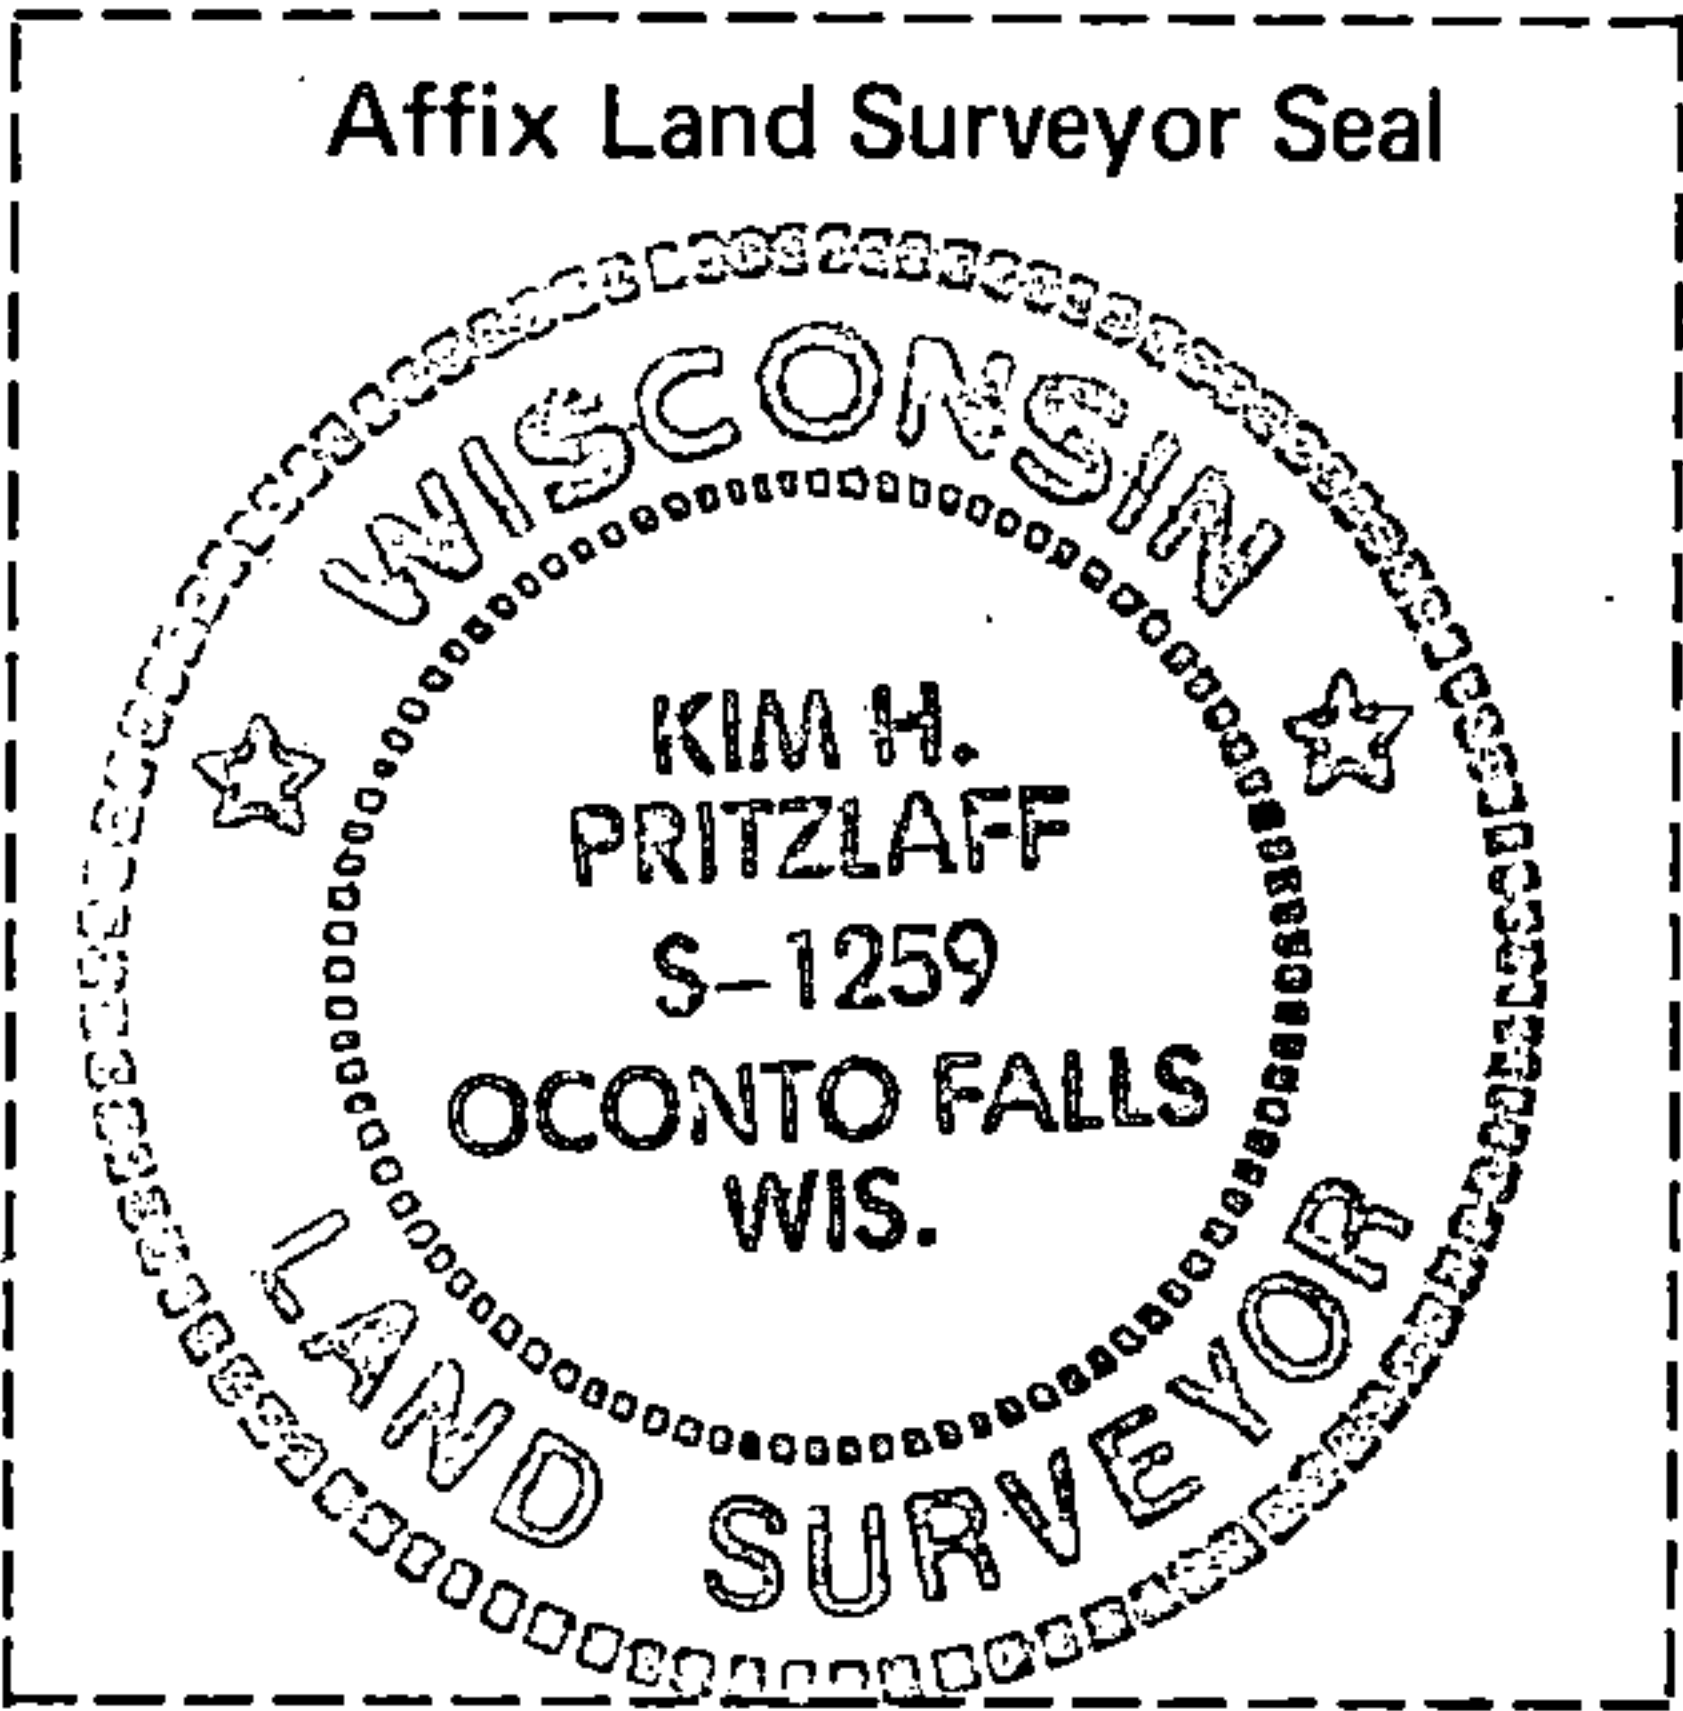 Affix Land Surveyor Seal
WISCONSIN
KIM H.
PRITZLAFF
S-1259
OCONTO FALLS
WIS.
LAND SURVEYOR